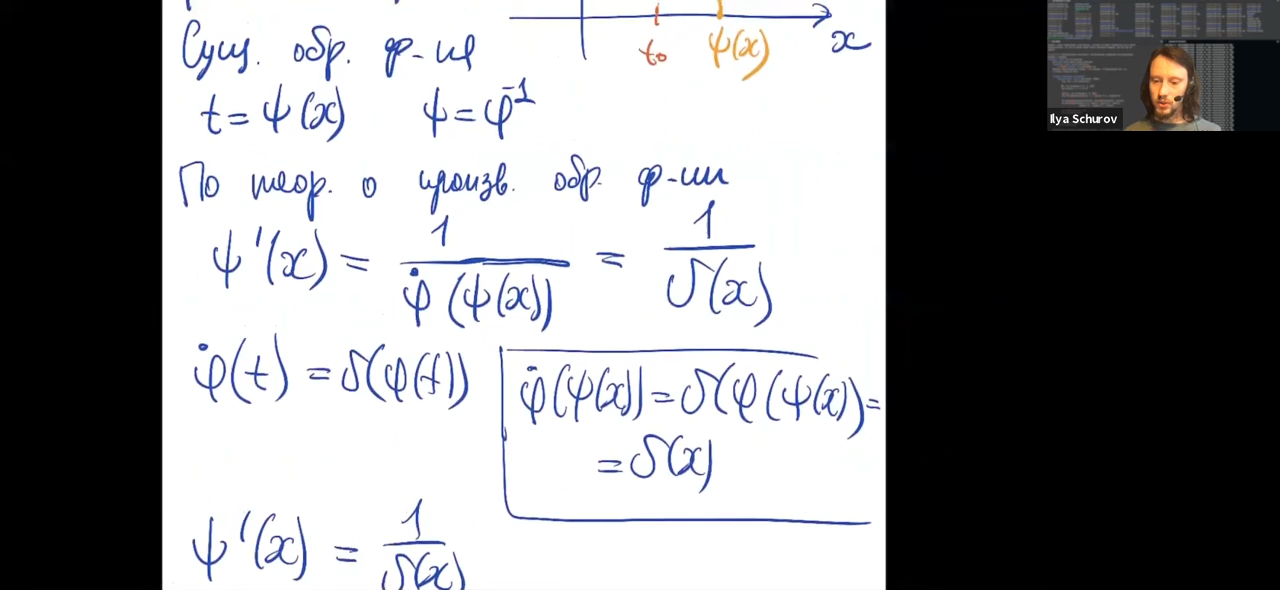 x
t₀
ψ(x)
Сущ. обр. ф-ия
t = ψ(x) ψ = φ⁻¹
По теор. о произв. обр. ф-ии
ψ'(x) = 1/φ̇(ψ(x)) = 1/v(x)
φ̇(t) = v(φ(t))
φ̇(ψ(x)) = v(φ(ψ(x)) =
= v(x)
ψ'(x) = 1/v(x)
Ilya Schurov